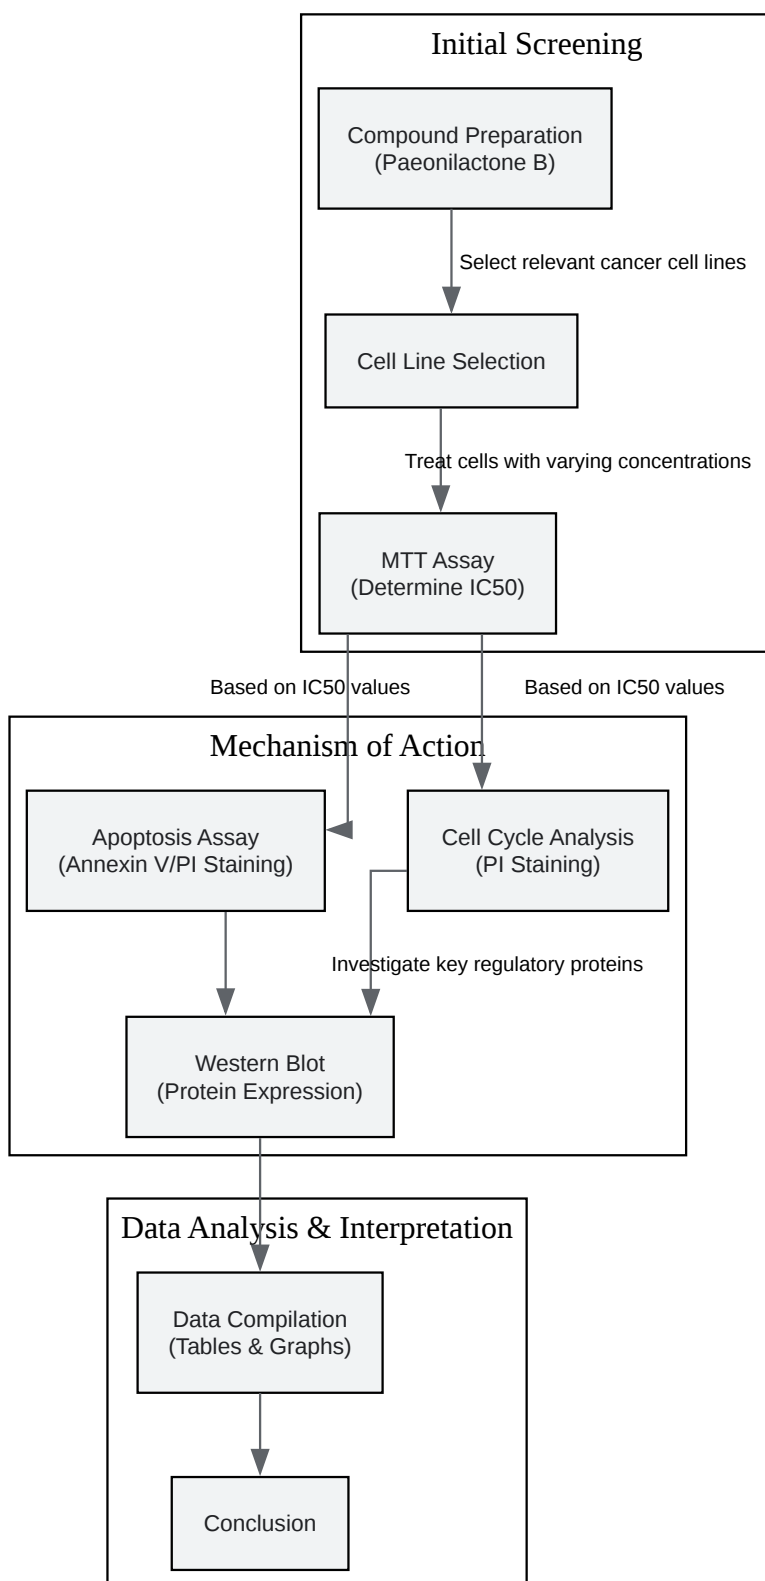 Initial Screening
Compound Preparation
(Paeonilactone B)
Select relevant cancer cell lines
Cell Line Selection
Treat cells with varying concentrations
MTT Assay
(Determine IC50)
Based on IC50 values
Based on IC50 values
Mechanism of Action
Apoptosis Assay
(Annexin V/PI Staining)
Cell Cycle Analysis
(PI Staining)
Investigate key regulatory proteins
Western Blot
(Protein Expression)
Data Analysis & Interpretation
Data Compilation
(Tables & Graphs)
Conclusion